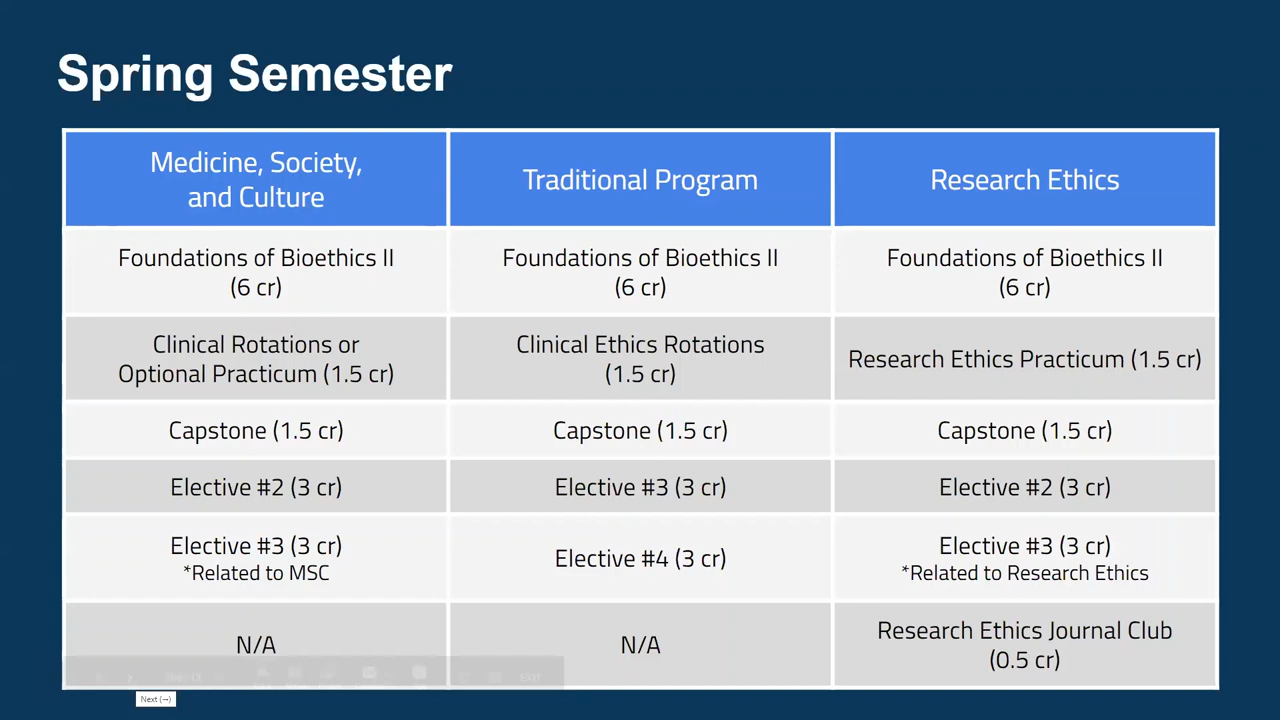 Spring Semester
Medicine, Society,
and Culture
Traditional Program
Research Ethics
Foundations of Bioethics II
(6 cr)
Foundations of Bioethics II
(6 cr)
Foundations of Bioethics II
(6 cr)
Clinical Rotations or
Optional Practicum (1.5 cr)
Clinical Ethics Rotations
(1.5 cr)
Research Ethics Practicum (1.5 cr)
Capstone (1.5 cr)
Capstone (1.5 cr)
Capstone (1.5 cr)
Elective #2 (3 cr)
Elective #3 (3 cr)
Elective #2 (3 cr)
Elective #3 (3 cr)
*Related to MSC
Elective #4 (3 cr)
Elective #3 (3 cr)
*Related to Research Ethics
N/A
N/A
Research Ethics Journal Club
(0.5 cr)
EXIT
Next (→)